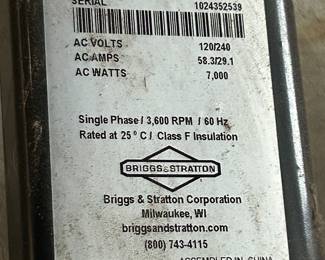 SERIAL 1024352539
AC VOLTS 120/240
AC AMPS 58.3/29.1
AC WATTS 7,000
Single Phase / 3,600 RPM / 60 Hz
Rated at 25° C / Class F Insulation
BRIGGS & STRATTON
Briggs & Stratton Corporation
Milwaukee, WI
briggsandstratton.com
(800) 743-4115
ASSEMBLED IN CHINA